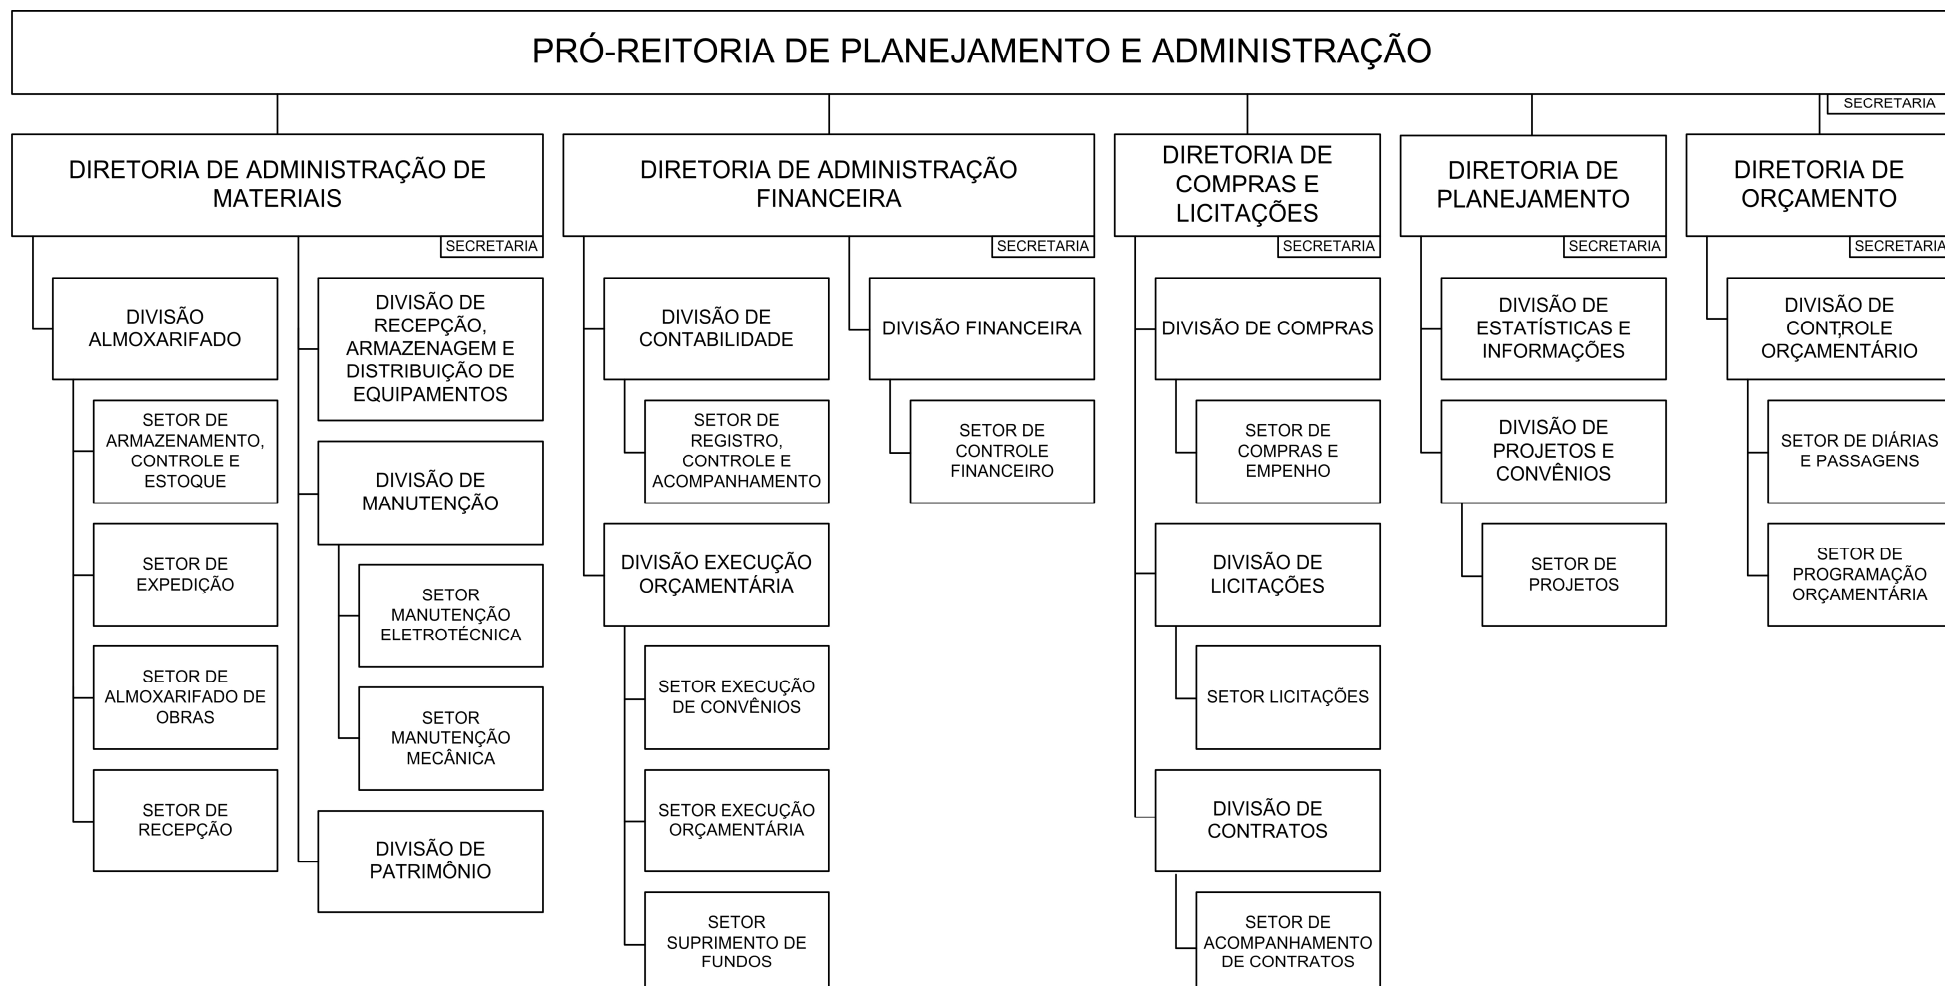 PRÓ-REITORIA DE PLANEJAMENTO E ADMINISTRAÇÃO
SECRETARIA
DIRETORIA DE ADMINISTRAÇÃO DE
MATERIAIS
SECRETARIA
DIVISÃO
ALMOXARIFADO
SETOR DE
ARMAZENAMENTO,
CONTROLE E
ESTOQUE
SETOR DE
EXPEDIÇÃO
SETOR DE
ALMOXARIFADO DE
OBRAS
SETOR DE
RECEPÇÃO
DIVISÃO DE
RECEPÇÃO,
ARMAZENAGEM E
DISTRIBUIÇÃO DE
EQUIPAMENTOS
DIVISÃO DE
MANUTENÇÃO
SETOR
MANUTENÇÃO
ELETROTÉCNICA
SETOR
MANUTENÇÃO
MECÂNICA
DIVISÃO DE
PATRIMÔNIO
DIRETORIA DE ADMINISTRAÇÃO
FINANCEIRA
SECRETARIA
DIVISÃO DE
CONTABILIDADE
SETOR DE
REGISTRO,
CONTROLE E
ACOMPANHAMENTO
DIVISÃO EXECUÇÃO
ORÇAMENTÁRIA
SETOR EXECUÇÃO
DE CONVÊNIOS
SETOR EXECUÇÃO
ORÇAMENTÁRIA
SETOR
SUPRIMENTO DE
FUNDOS
DIVISÃO FINANCEIRA
SETOR DE
CONTROLE
FINANCEIRO
DIRETORIA DE
COMPRAS E
LICITAÇÕES
SECRETARIA
DIVISÃO DE COMPRAS
SETOR DE
COMPRAS E
EMPENHO
DIVISÃO DE
LICITAÇÕES
SETOR LICITAÇÕES
DIVISÃO DE
CONTRATOS
SETOR DE
ACOMPANHAMENTO
DE CONTRATOS
DIRETORIA DE
PLANEJAMENTO
SECRETARIA
DIVISÃO DE
ESTATÍSTICAS E
INFORMAÇÕES
DIVISÃO DE
PROJETOS E
CONVÊNIOS
SETOR DE
PROJETOS
DIRETORIA DE
ORÇAMENTO
SECRETARIA
DIVISÃO DE
CONTROLE
ORÇAMENTÁRIO
SETOR DE DIÁRIAS
E PASSAGENS
SETOR DE
PROGRAMAÇÃO
ORÇAMENTÁRIA